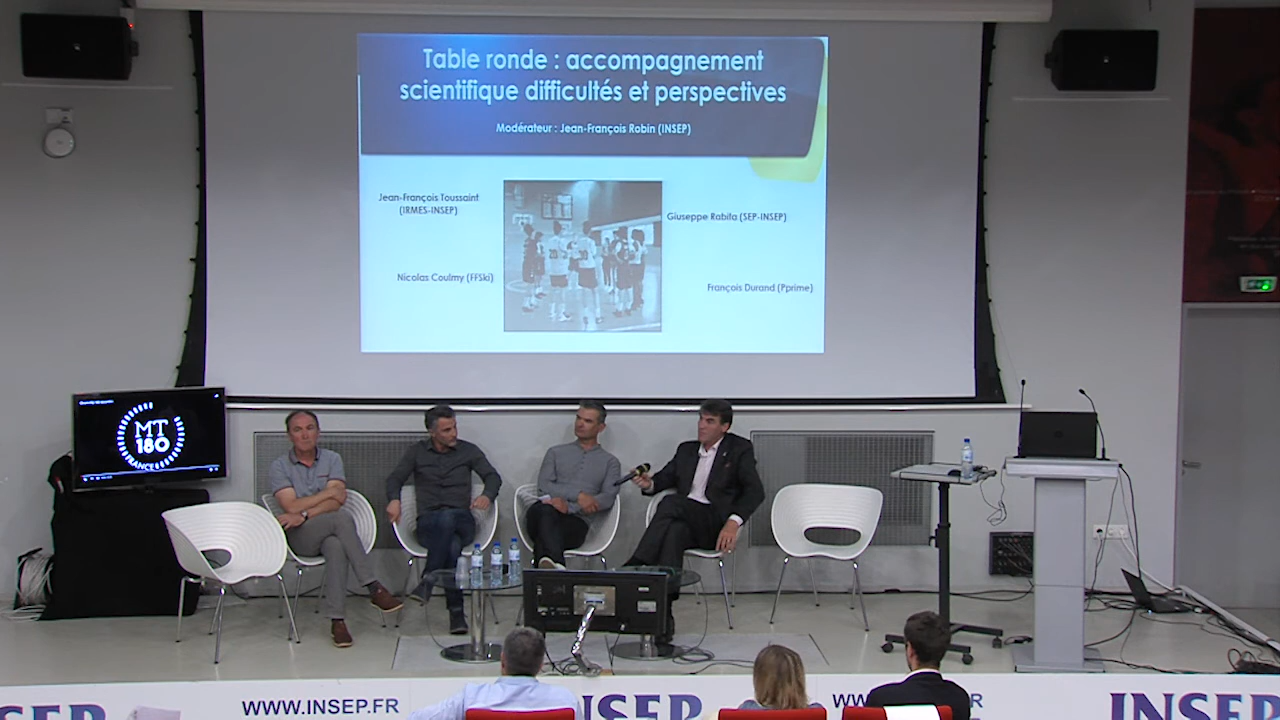 Table ronde : accompagnement
scientifique difficultés et perspectives
Modérateur : Jean-François Robin (INSEP)
Jean-François Toussaint
(IRMES-INSEP)
Giuseppe Rabita (SEP-INSEP)
Nicolas Coulmy (FFSki)
François Durand (Pprime)
MT
180
FRANCE
WWW.INSEP.FR
INSEP
INSEP